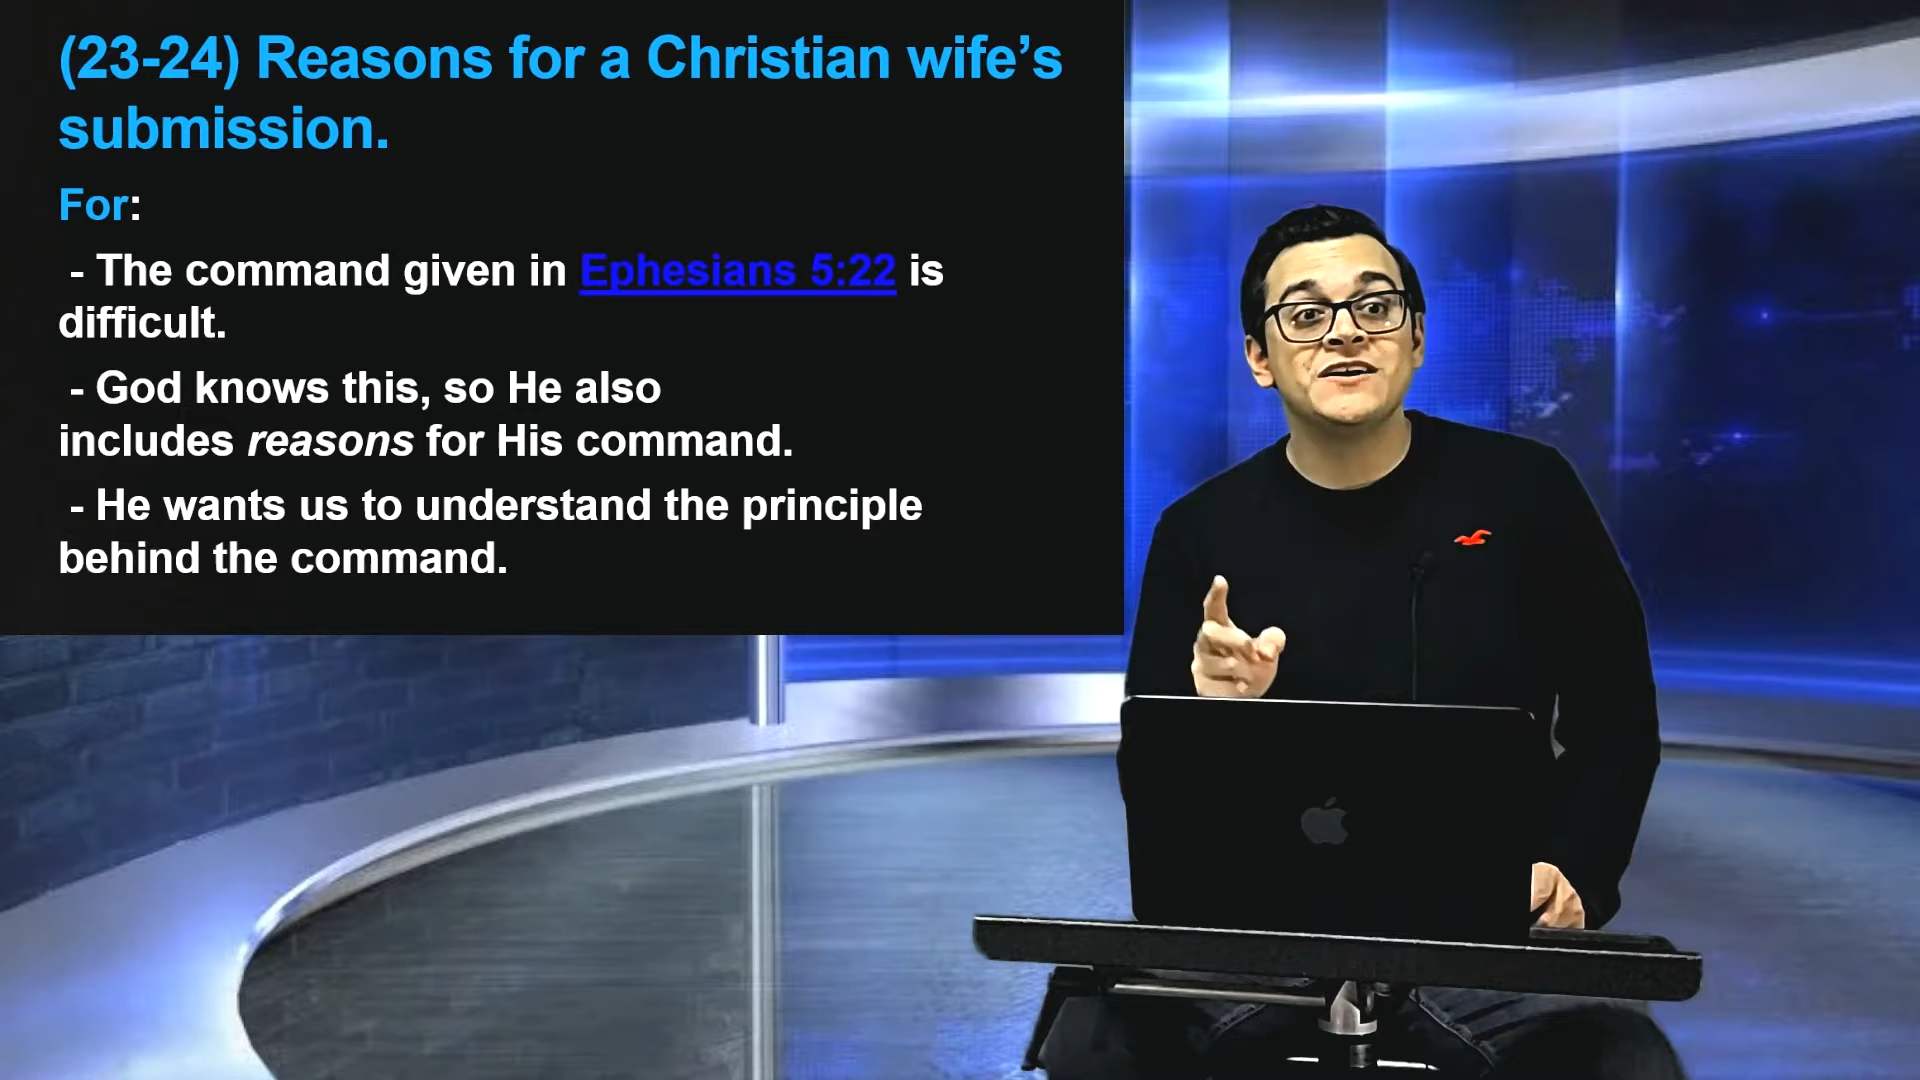 (23-24) Reasons for a Christian wife’s
submission.
For:
- The command given in Ephesians 5:22 is
difficult.
- God knows this, so He also
includes reasons for His command.
- He wants us to understand the principle
behind the command.